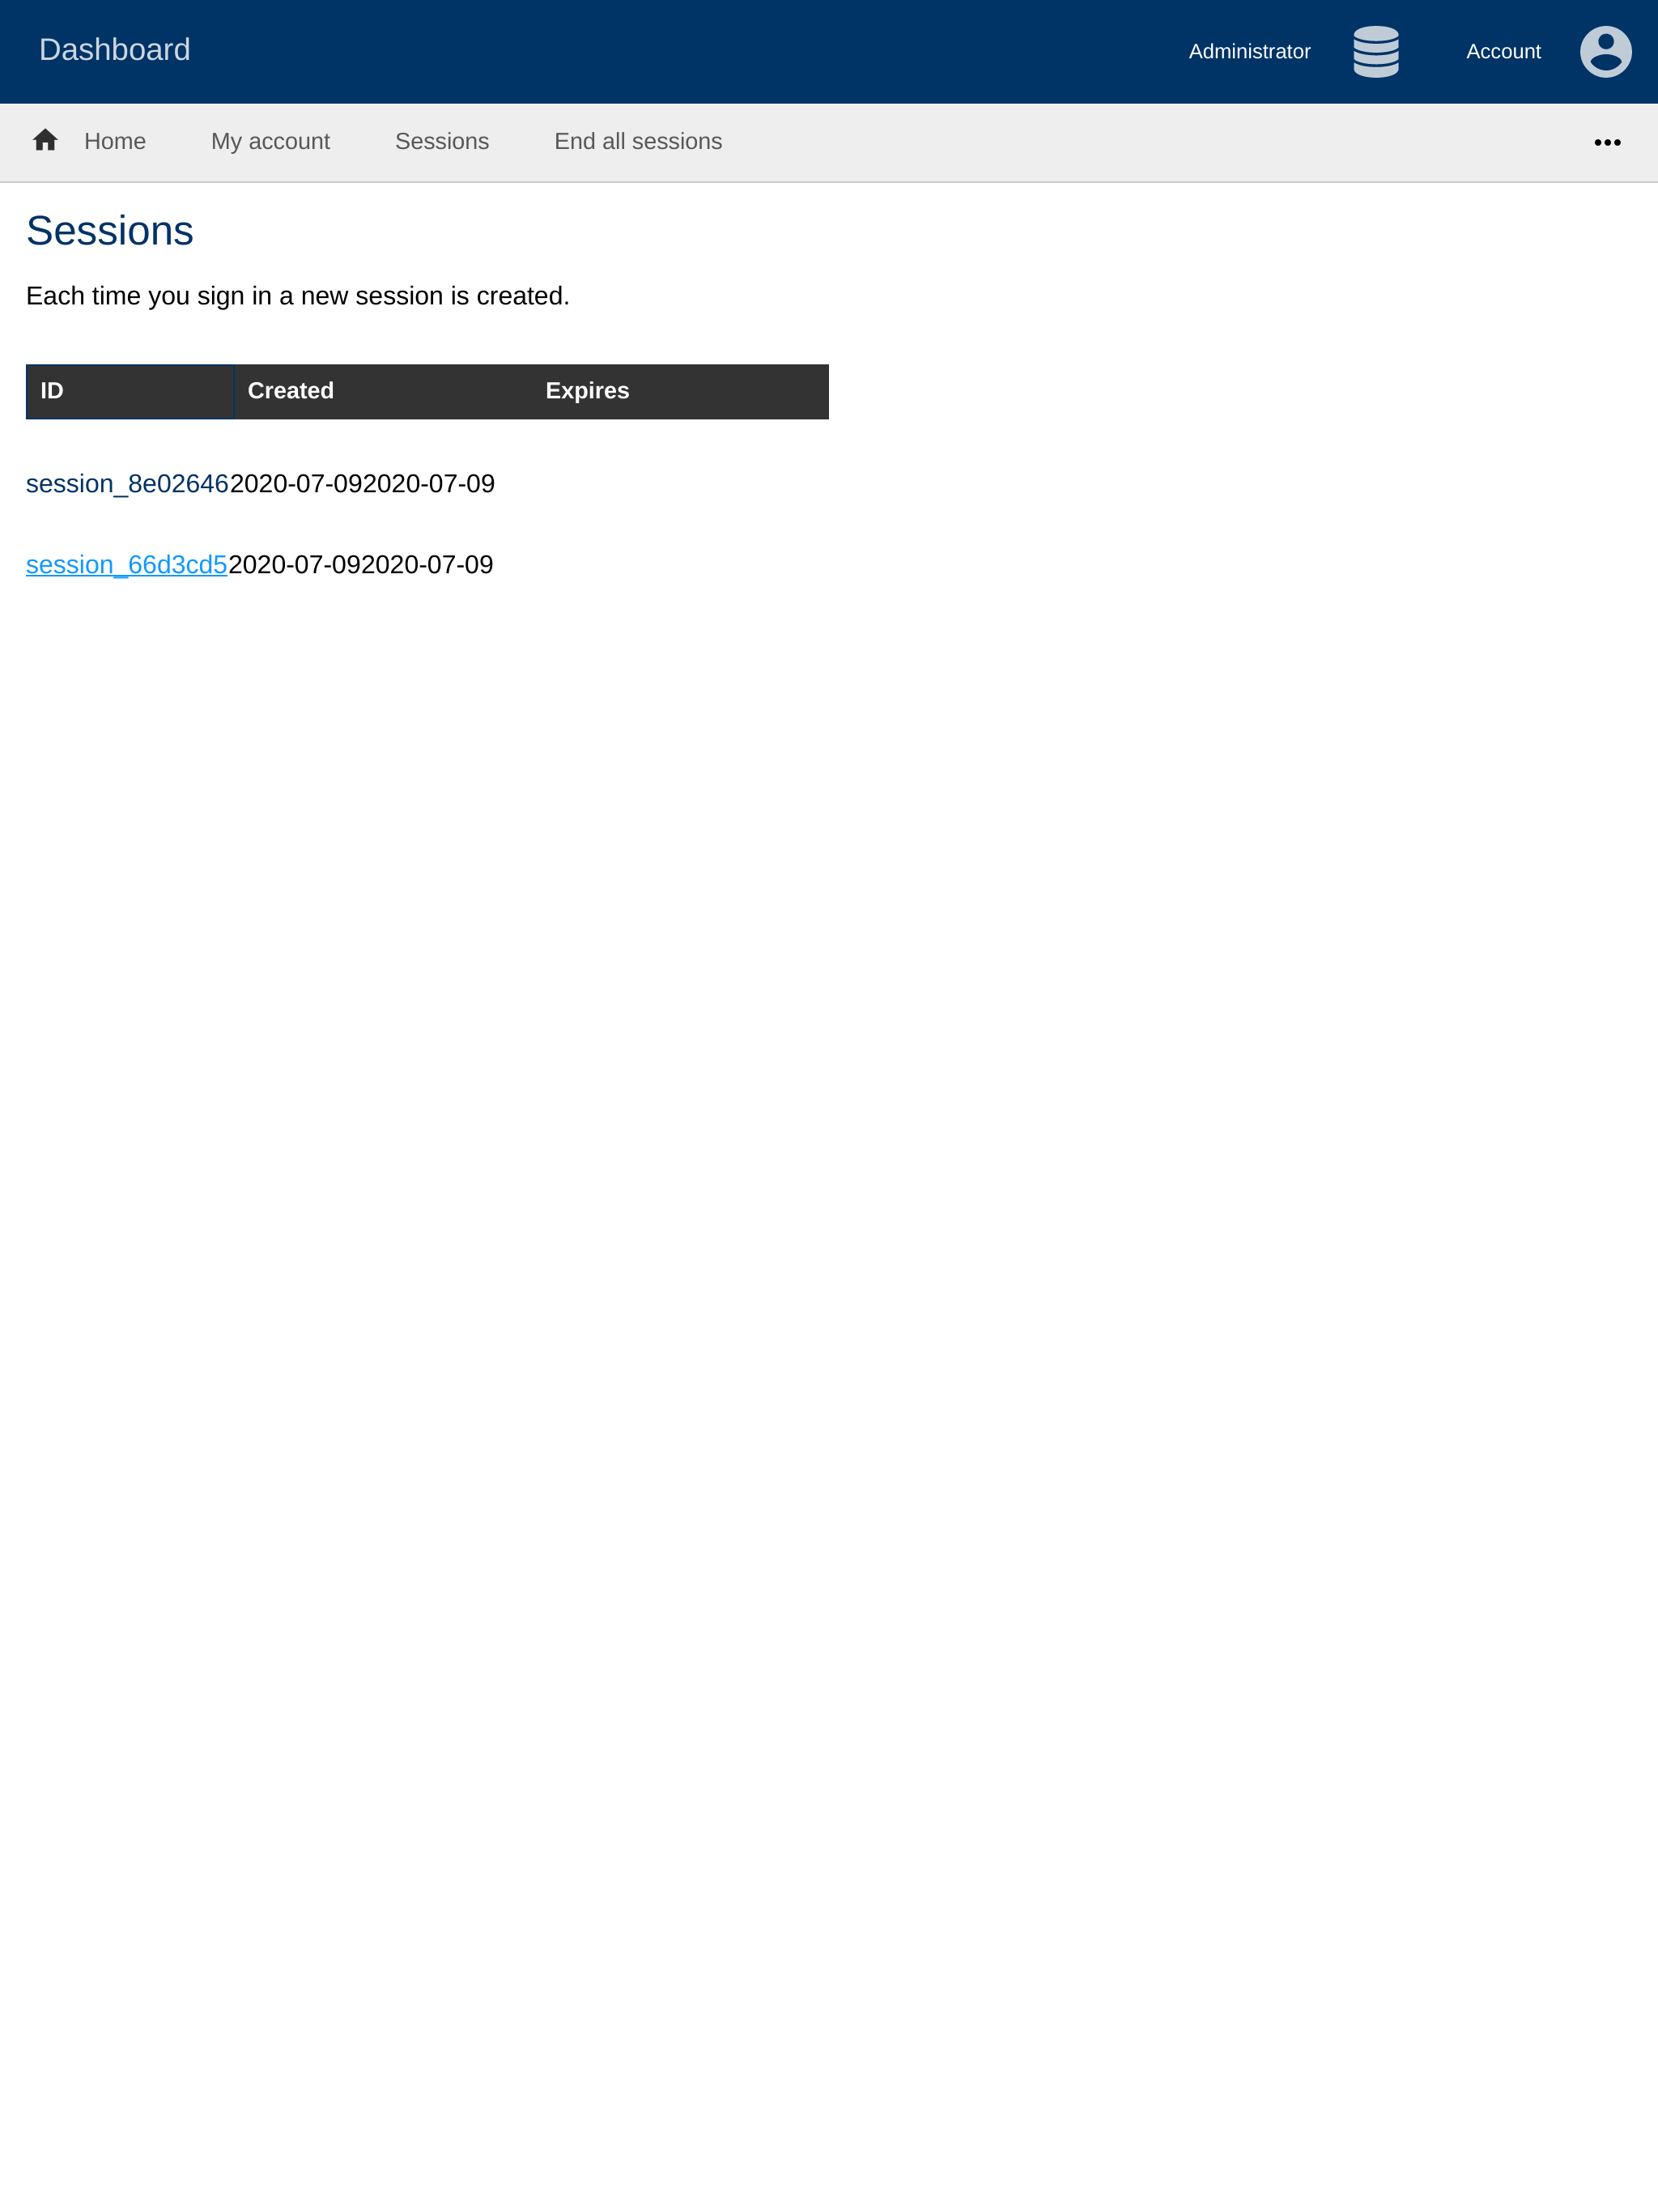 Dashboard
Administrator
Account
Home
My account
Sessions
End all sessions
Sessions
Each time you sign in a new session is created.
ID Created Expires
session_8e026462020-07-092020-07-09
session_66d3cd52020-07-092020-07-09